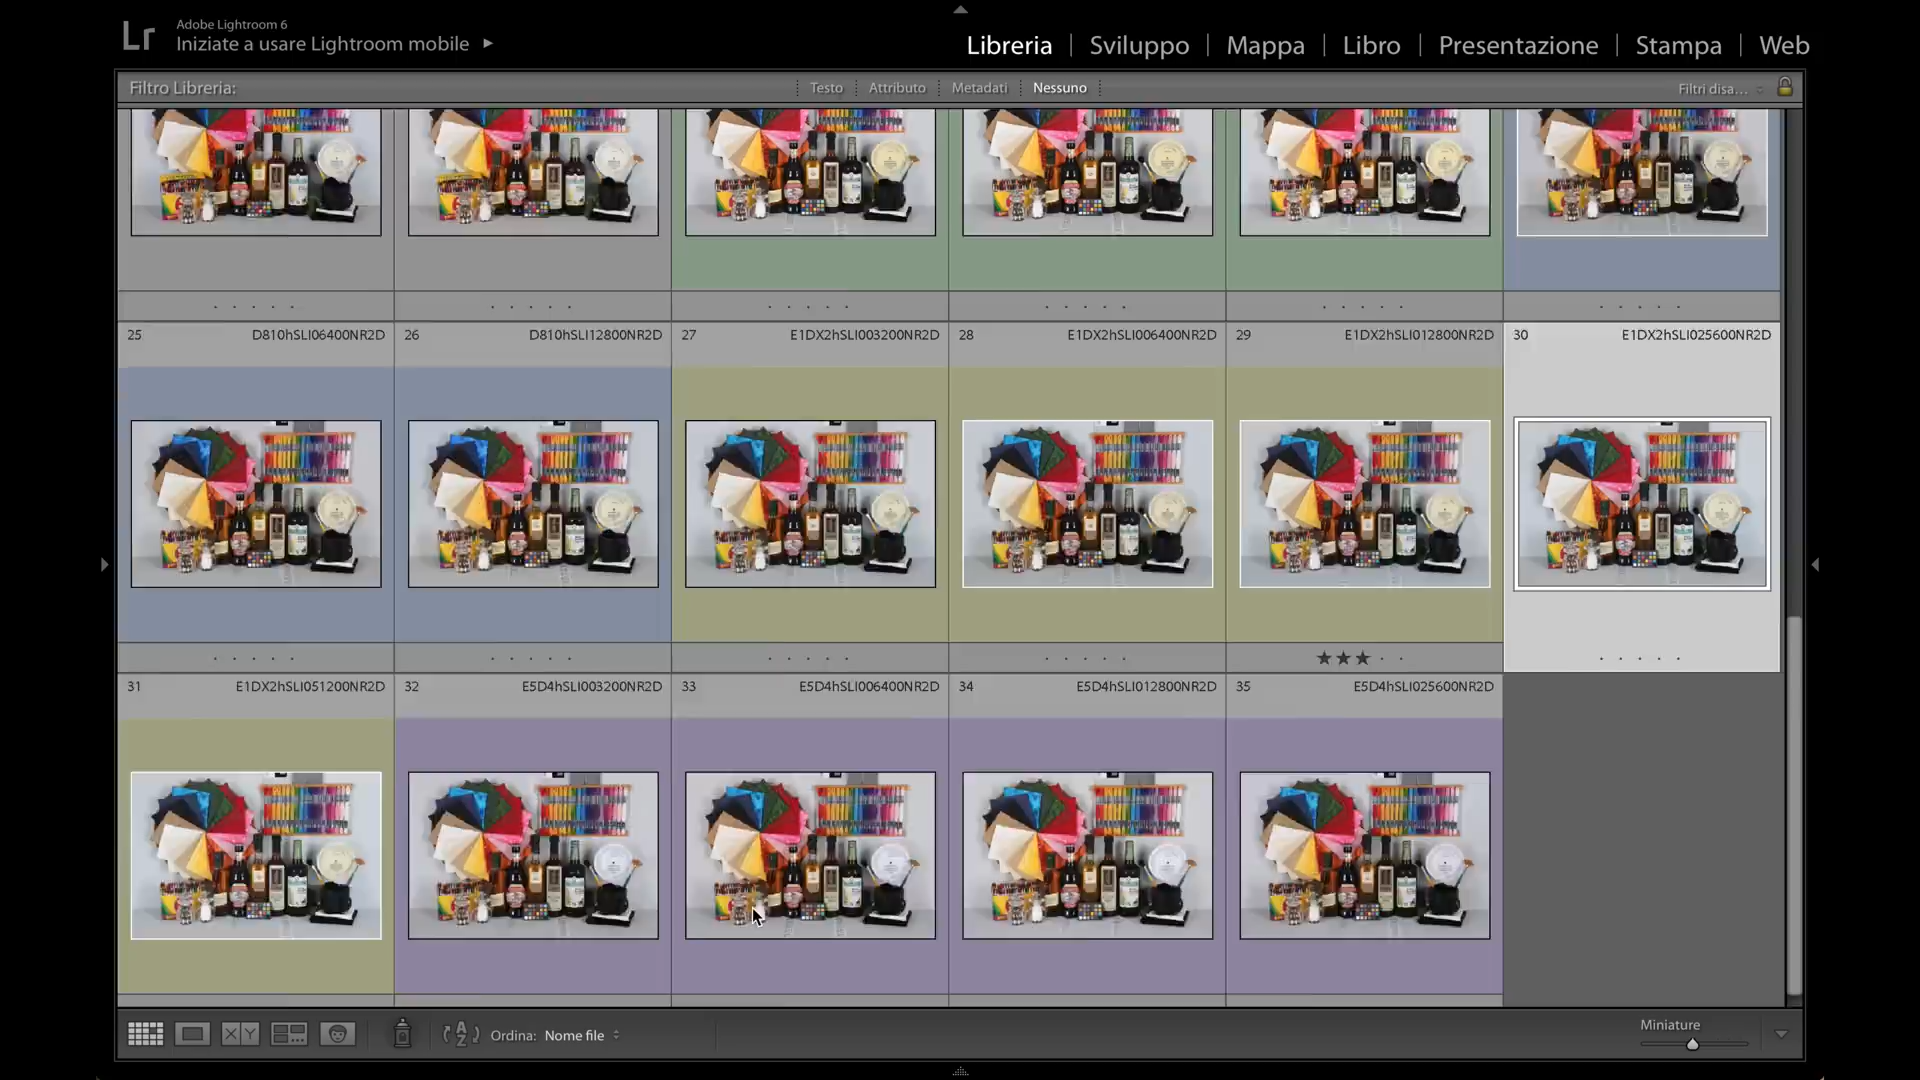 Lr
Adobe Lightroom 6
Iniziate a usare Lightroom mobile
Libreria Sviluppo Mappa Libro Presentazione Stampa Web
Filtro Libreria: Testo Attributo Metadati Nessuno Filtri disa...
25 D810hSLI06400NR2D 26 D810hSLI12800NR2D 27 E1DX2hSLI003200NR2D 28 E1DX2hSLI006400NR2D 29 E1DX2hSLI012800NR2D 30 E1DX2hSLI025600NR2D
31 E1DX2hSLI051200NR2D 32 E5D4hSLI003200NR2D 33 E5D4hSLI006400NR2D 34 E5D4hSLI012800NR2D 35 E5D4hSLI025600NR2D
X Y A Z Ordina: Nome file Miniature